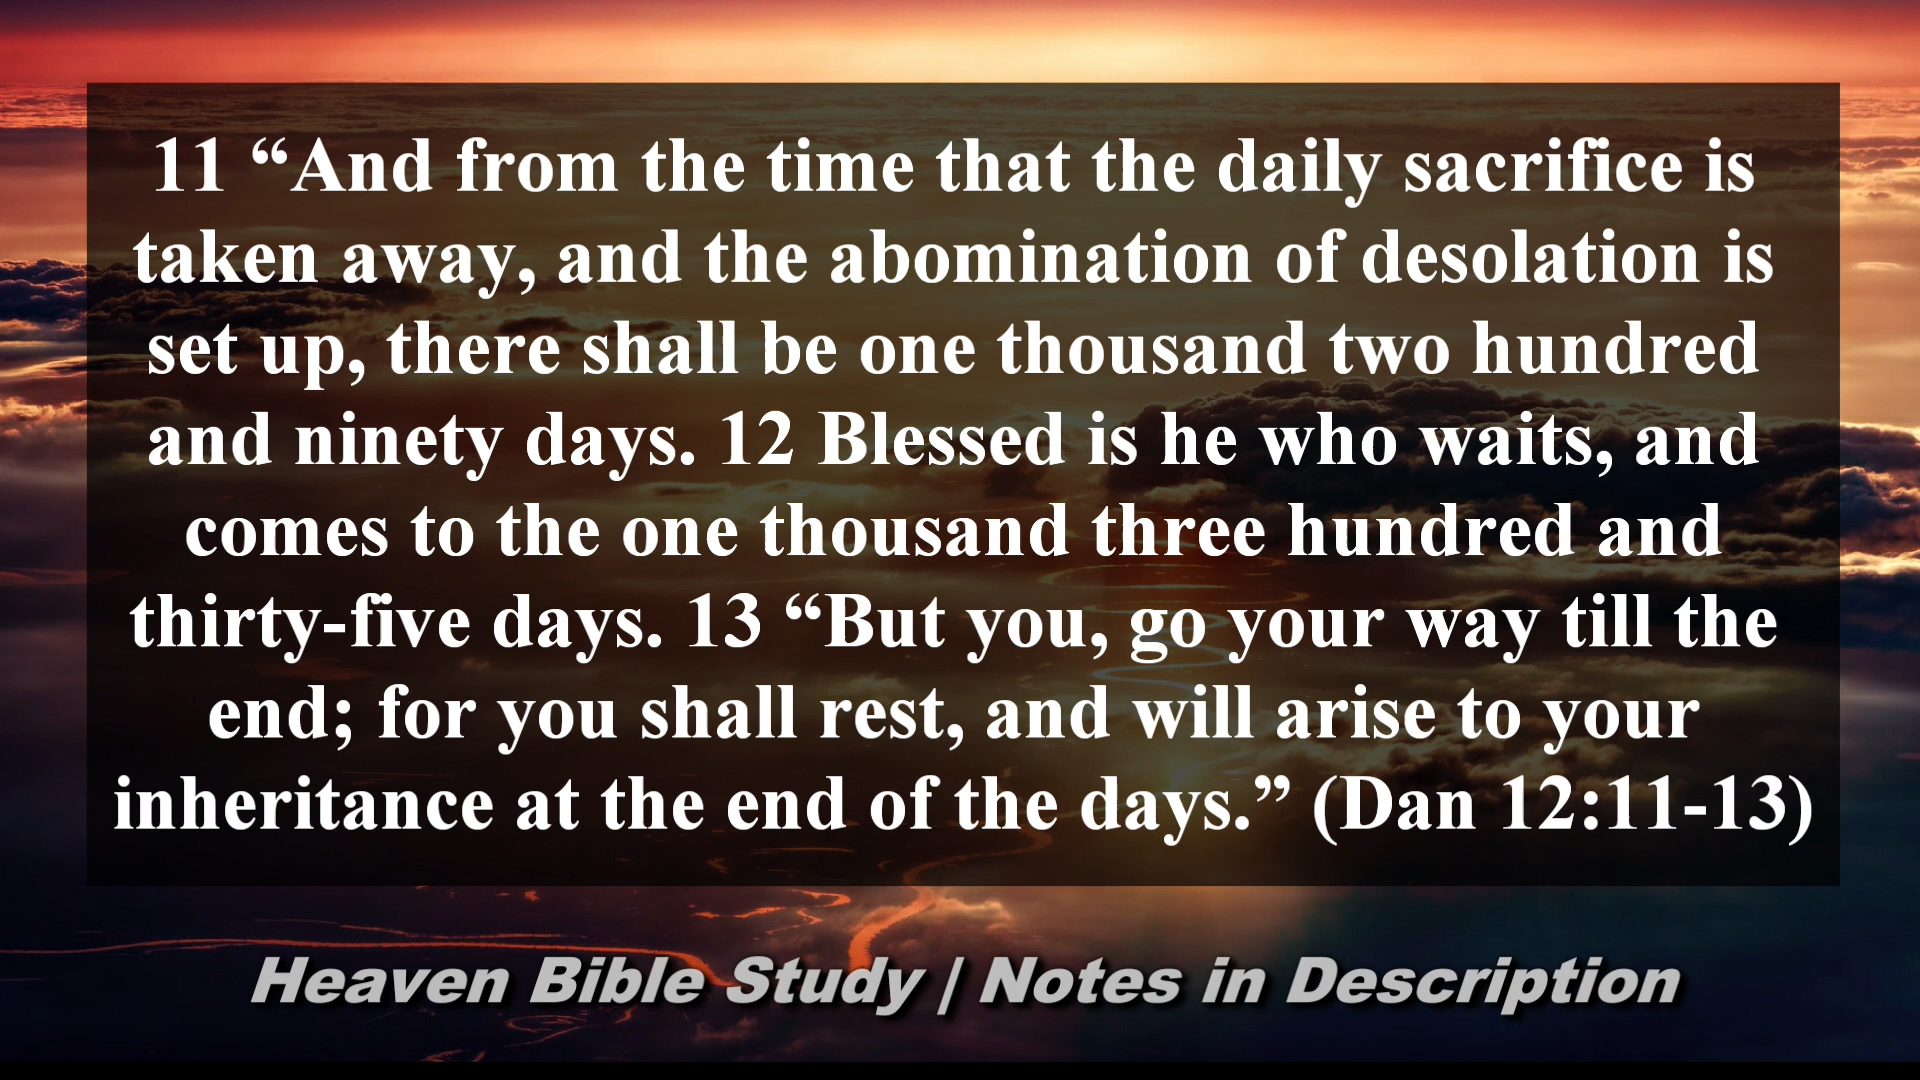 11 “And from the time that the daily sacrifice is
taken away, and the abomination of desolation is
set up, there shall be one thousand two hundred
and ninety days. 12 Blessed is he who waits, and
comes to the one thousand three hundred and
thirty-five days. 13 “But you, go your way till the
end; for you shall rest, and will arise to your
inheritance at the end of the days.” (Dan 12:11-13)
Heaven Bible Study | Notes in Description